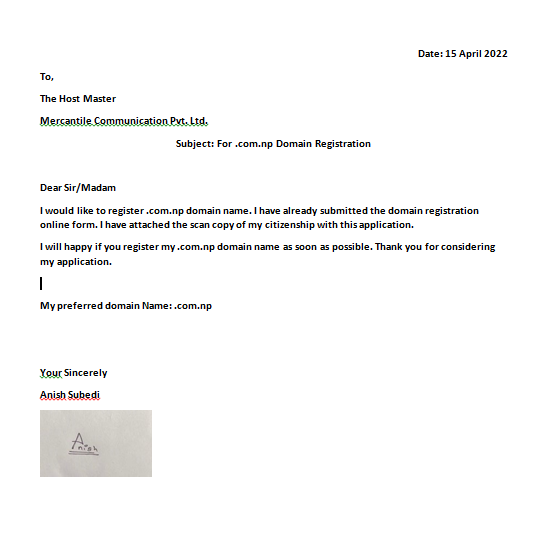 Date: 15 April 2022
To,
The Host Master
Mercantile Communication Pvt. Ltd.
Subject: For .com.np Domain Registration
Dear Sir/Madam
I would like to register .com.np domain name. I have already submitted the domain registration
online form. I have attached the scan copy of my citizenship with this application.
I will happy if you register my .com.np domain name as soon as possible. Thank you for considering
my application.
My preferred domain Name: .com.np
Your Sincerely
Anish Subedi
Anish